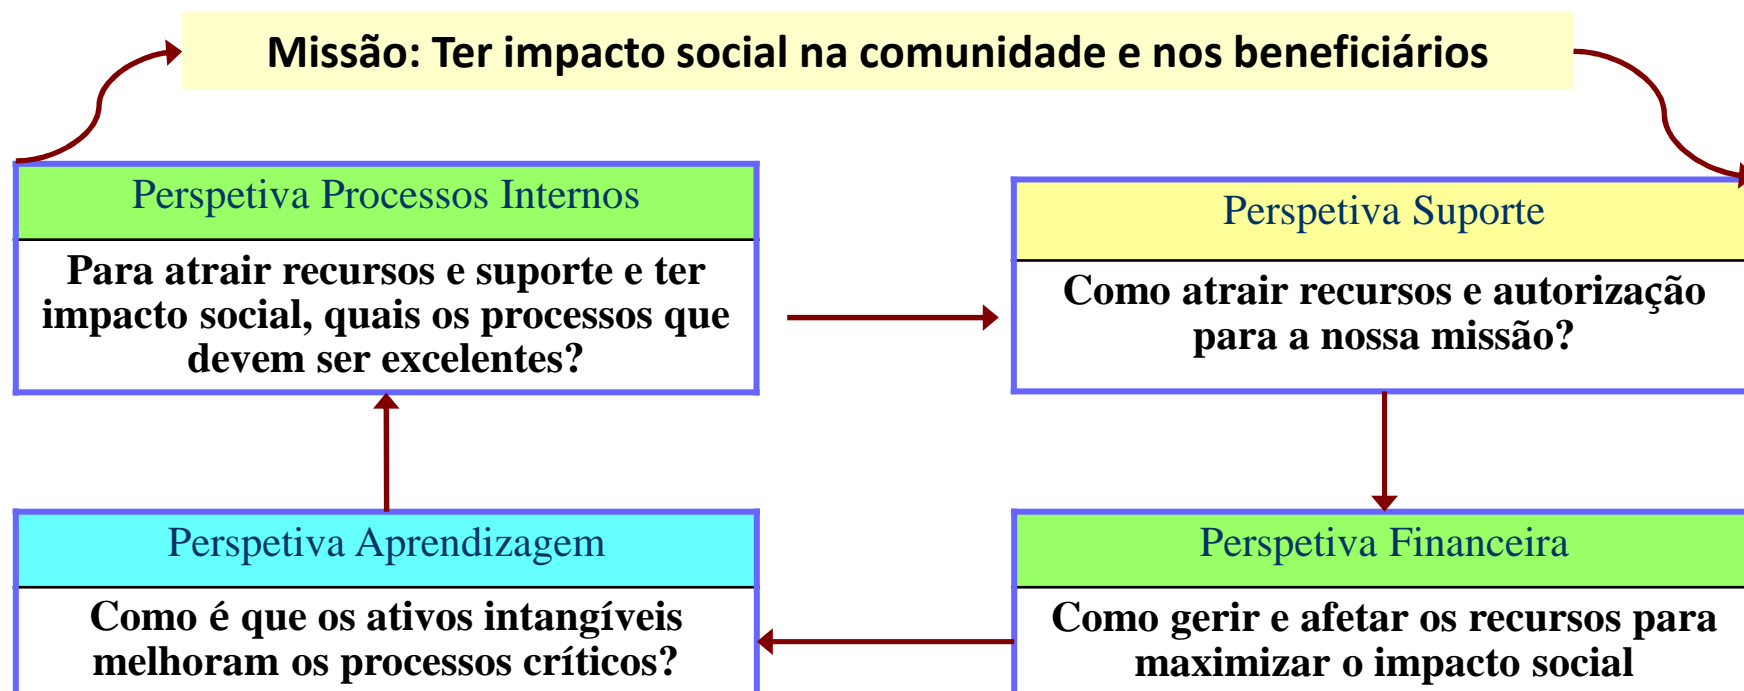 Missão: Ter impacto social na comunidade e nos beneficiários
Perspetiva Processos Internos
Para atrair recursos e suporte e ter
impacto social, quais os processos que
devem ser excelentes?
Perspetiva Suporte
Como atrair recursos e autorização
para a nossa missão?
Perspetiva Aprendizagem
Como é que os ativos intangíveis
melhoram os processos críticos?
Perspetiva Financeira
Como gerir e afetar os recursos para
maximizar o impacto social